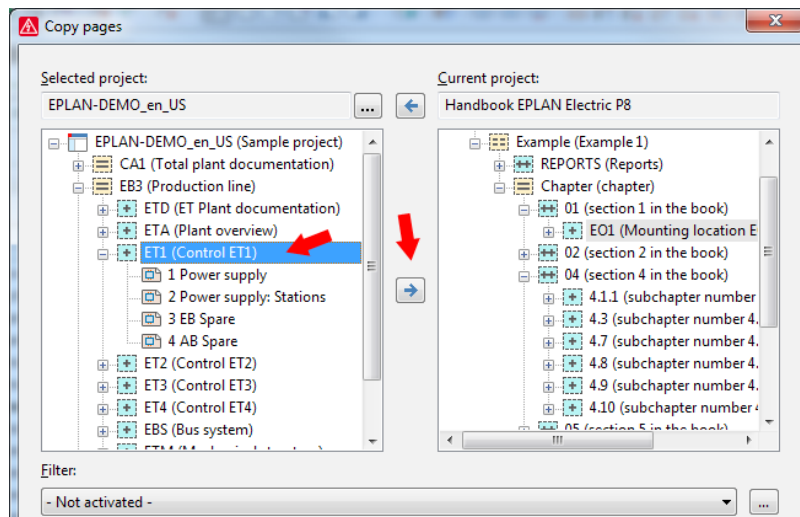 Copy pages
Selected project:
EPLAN-DEMO_en_US
...
EPLAN-DEMO_en_US (Sample project)
CA1 (Total plant documentation)
EB3 (Production line)
ETD (ET Plant documentation)
ETA (Plant overview)
ET1 (Control ET1)
1 Power supply
2 Power supply: Stations
3 EB Spare
4 AB Spare
ET2 (Control ET2)
ET3 (Control ET3)
ET4 (Control ET4)
EBS (Bus system)
Current project:
Handbook EPLAN Electric P8
Example (Example 1)
REPORTS (Reports)
Chapter (chapter)
01 (section 1 in the book)
EO1 (Mounting location E
02 (section 2 in the book)
04 (section 4 in the book)
4.1.1 (subchapter number
4.3 (subchapter number 4.
4.7 (subchapter number 4.
4.8 (subchapter number 4.
4.9 (subchapter number 4.
4.10 (subchapter number 4
05 (section 5 in the book)
Filter:
- Not activated -
...